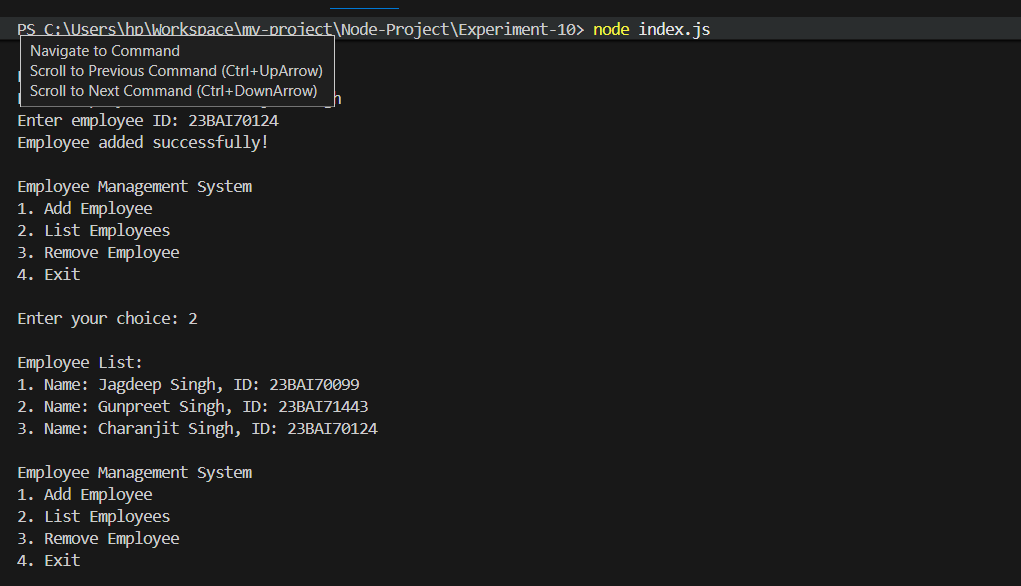 PS C:\Users\hp\Workspace\my-project\Node-Project\Experiment-10> node index.js
Navigate to Command
Scroll to Previous Command (Ctrl+UpArrow)
Scroll to Next Command (Ctrl+DownArrow)
Enter employee ID: 23BAI70124
Employee added successfully!
Employee Management System
1. Add Employee
2. List Employees
3. Remove Employee
4. Exit
Enter your choice: 2
Employee List:
1. Name: Jagdeep Singh, ID: 23BAI70099
2. Name: Gunpreet Singh, ID: 23BAI71443
3. Name: Charanjit Singh, ID: 23BAI70124
Employee Management System
1. Add Employee
2. List Employees
3. Remove Employee
4. Exit